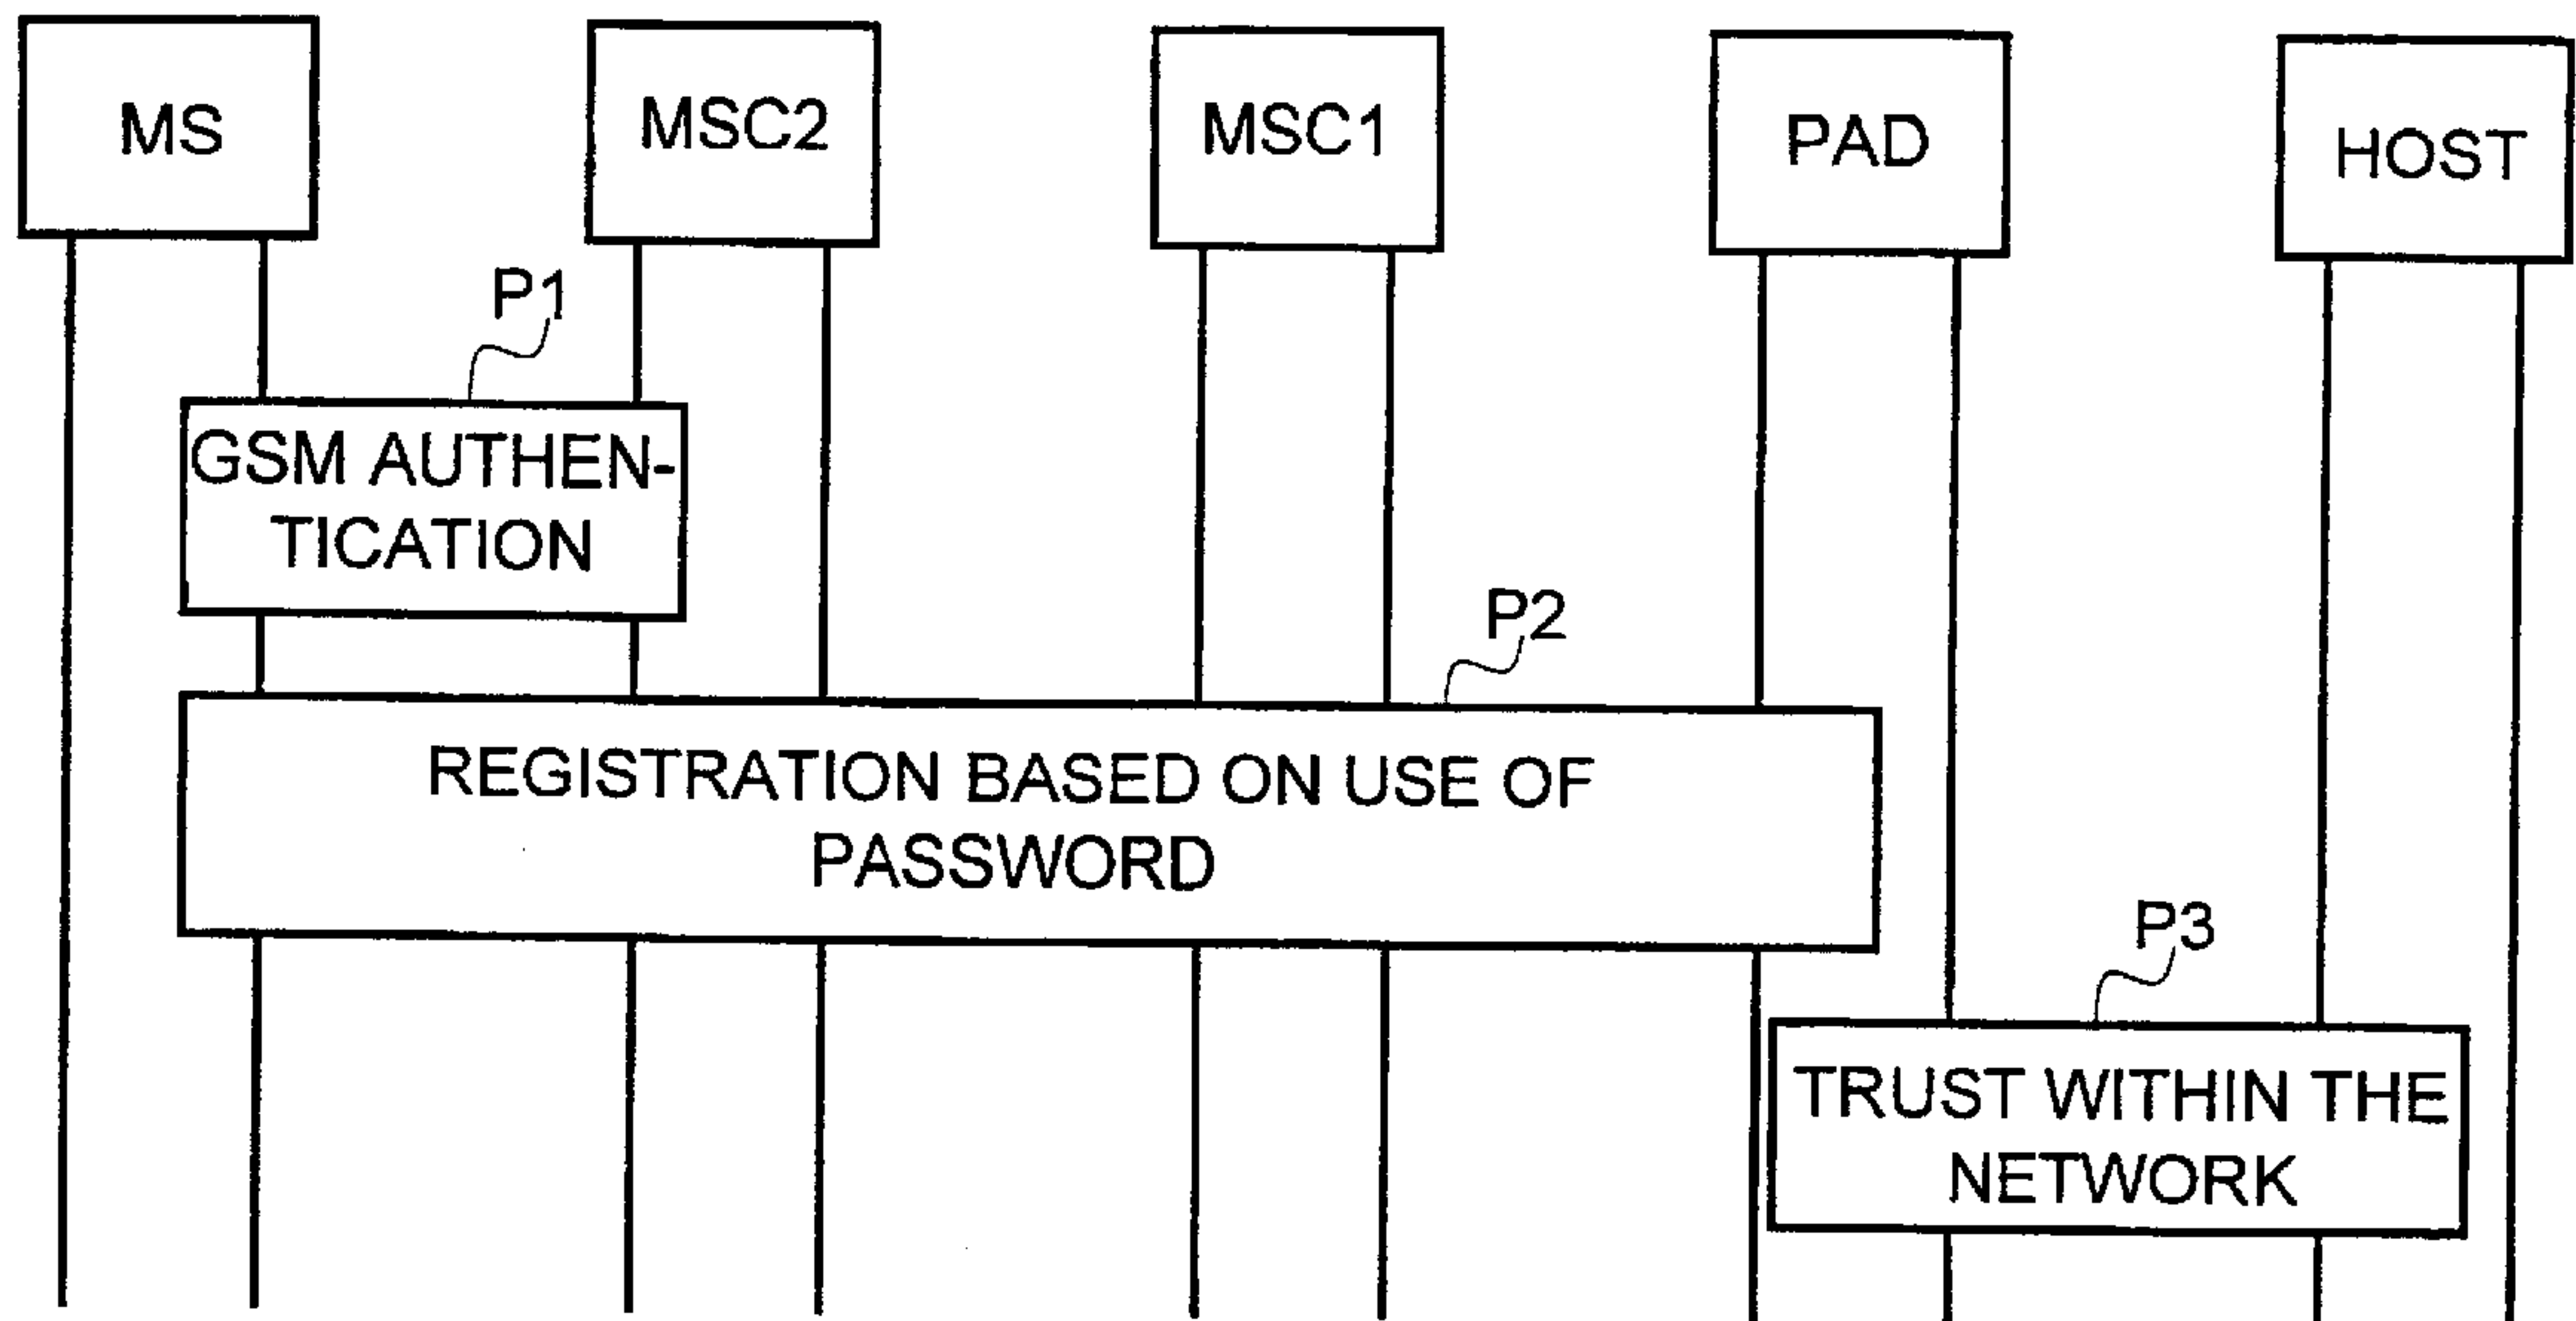 MS
MSC2
MSC1
PAD
HOST
P1
GSM AUTHEN-
TICATION
P2
REGISTRATION BASED ON USE OF
PASSWORD
P3
TRUST WITHIN THE
NETWORK